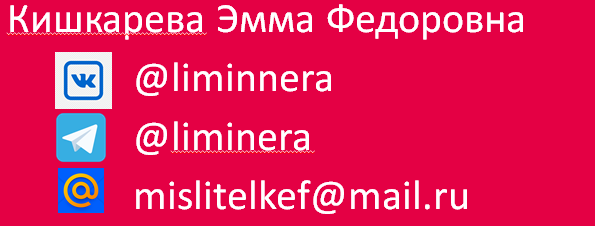 Кишкарева Эмма Федоровна
@liminnera
@liminera
mislitelkef@mail.ru